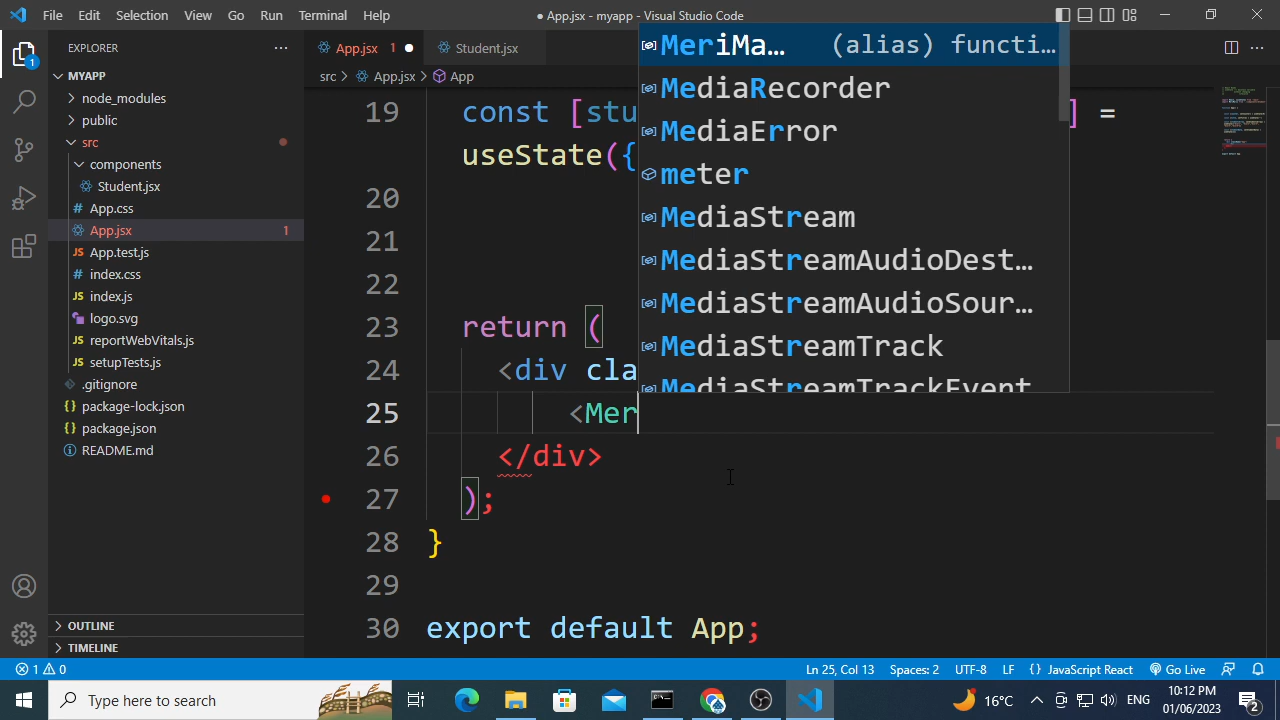 File Edit Selection View Go Run Terminal Help
● App.jsx - myapp - Visual Studio Code
EXPLORER
MYAPP
node_modules
public
src
components
Student.jsx
App.css
App.jsx 1
App.test.js
index.css
index.js
logo.svg
reportWebVitals.js
setupTests.js
.gitignore
package-lock.json
package.json
README.md
OUTLINE
TIMELINE
App.jsx 1 ●
Student.jsx
src > App.jsx > App
19 const [stu ] =
useState({
20
21
22
23 return (
24 <div cla
25 <Mer
26 </div>
27 );
28 }
29
30 export default App;
MeriMa… (alias) functi…
MediaRecorder
MediaError
meter
MediaStream
MediaStreamAudioDest…
MediaStreamAudioSour…
MediaStreamTrack
MediaStreamTrackEvent
1
1 0
Ln 25, Col 13 Spaces: 2 UTF-8 LF {} JavaScript React Go Live
Type here to search
16°C ENG 10:12 PM
01/06/2023
2